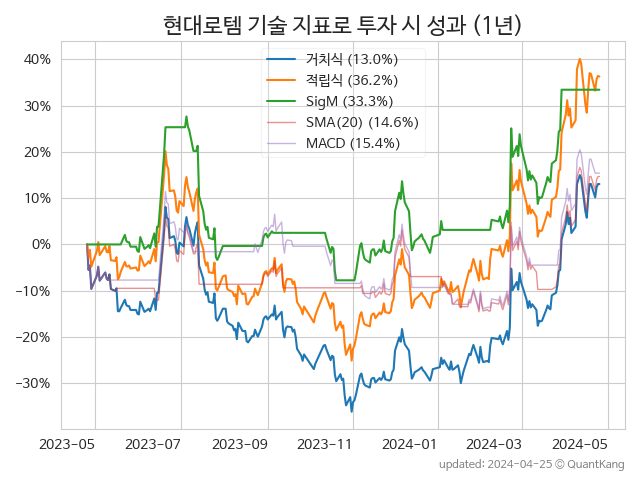 현대로템 기술 지표로 투자 시 성과 (1년)
거치식 (13.0%)
적립식 (36.2%)
SigM (33.3%)
SMA(20) (14.6%)
MACD (15.4%)
40%
30%
20%
10%
0%
−10%
−20%
−30%
2023-05 2023-07 2023-09 2023-11 2024-01 2024-03 2024-05
updated: 2024-04-25 © QuantKang